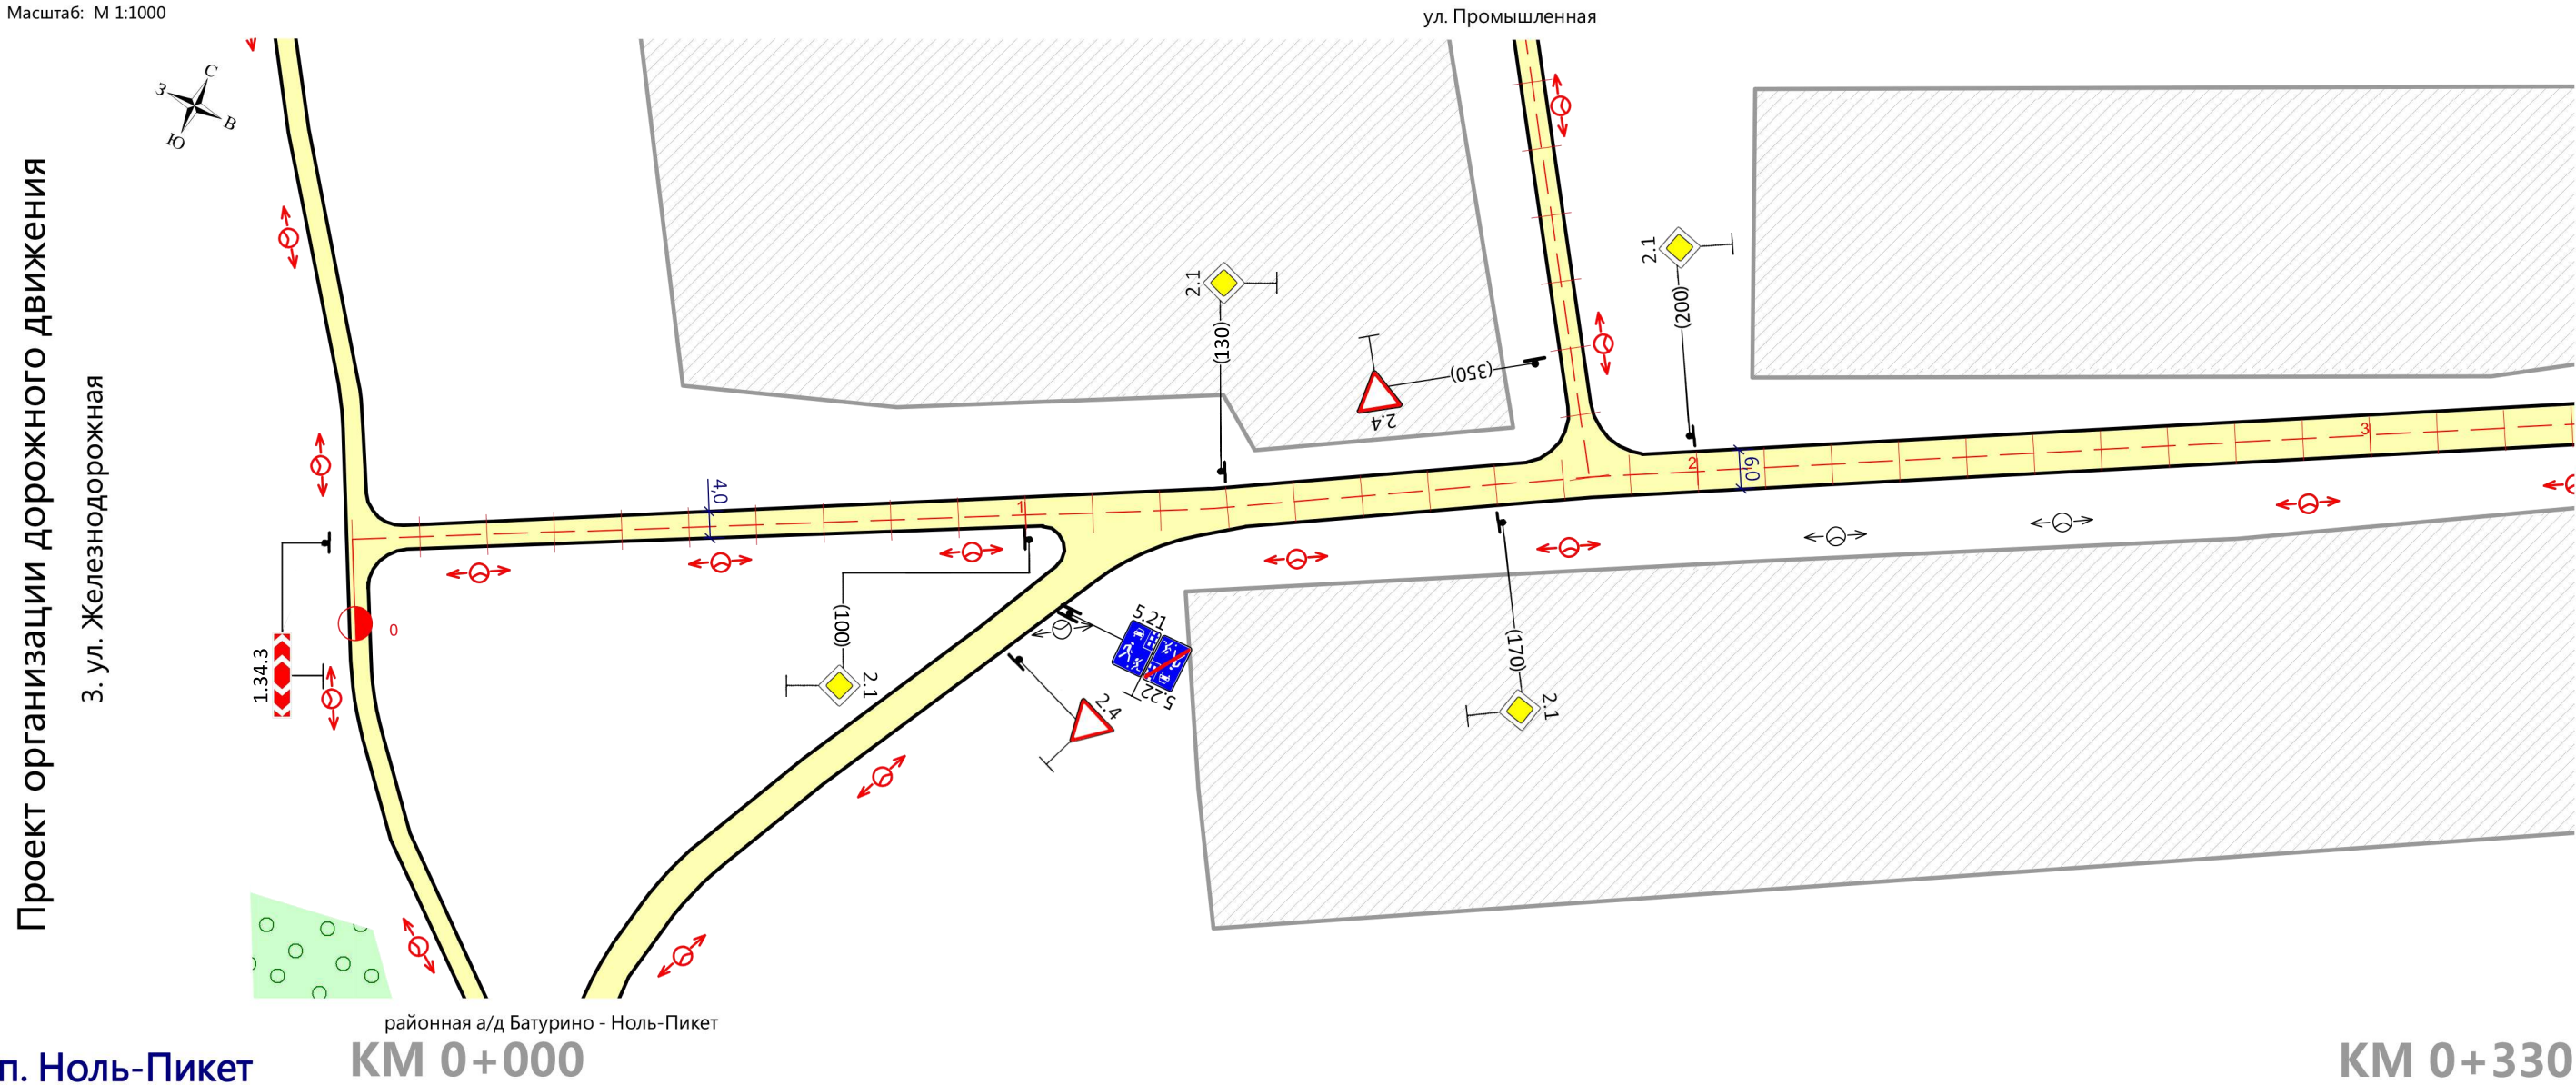 Масштаб:  М 1:1000
ул. Промышленная
С
З
В
Ю
Проект организации дорожного движения
3. ул. Железнодорожная
2.1
(130)
2.1
(200)
(350)
2.4
4,0
1
2
6,0
3
0
1.34.3
(100)
2.1
5.21
5.22
2.4
(170)
2.1
районная а/д Батурино - Ноль-Пикет
п. Ноль-Пикет
КМ 0+000
КМ 0+330